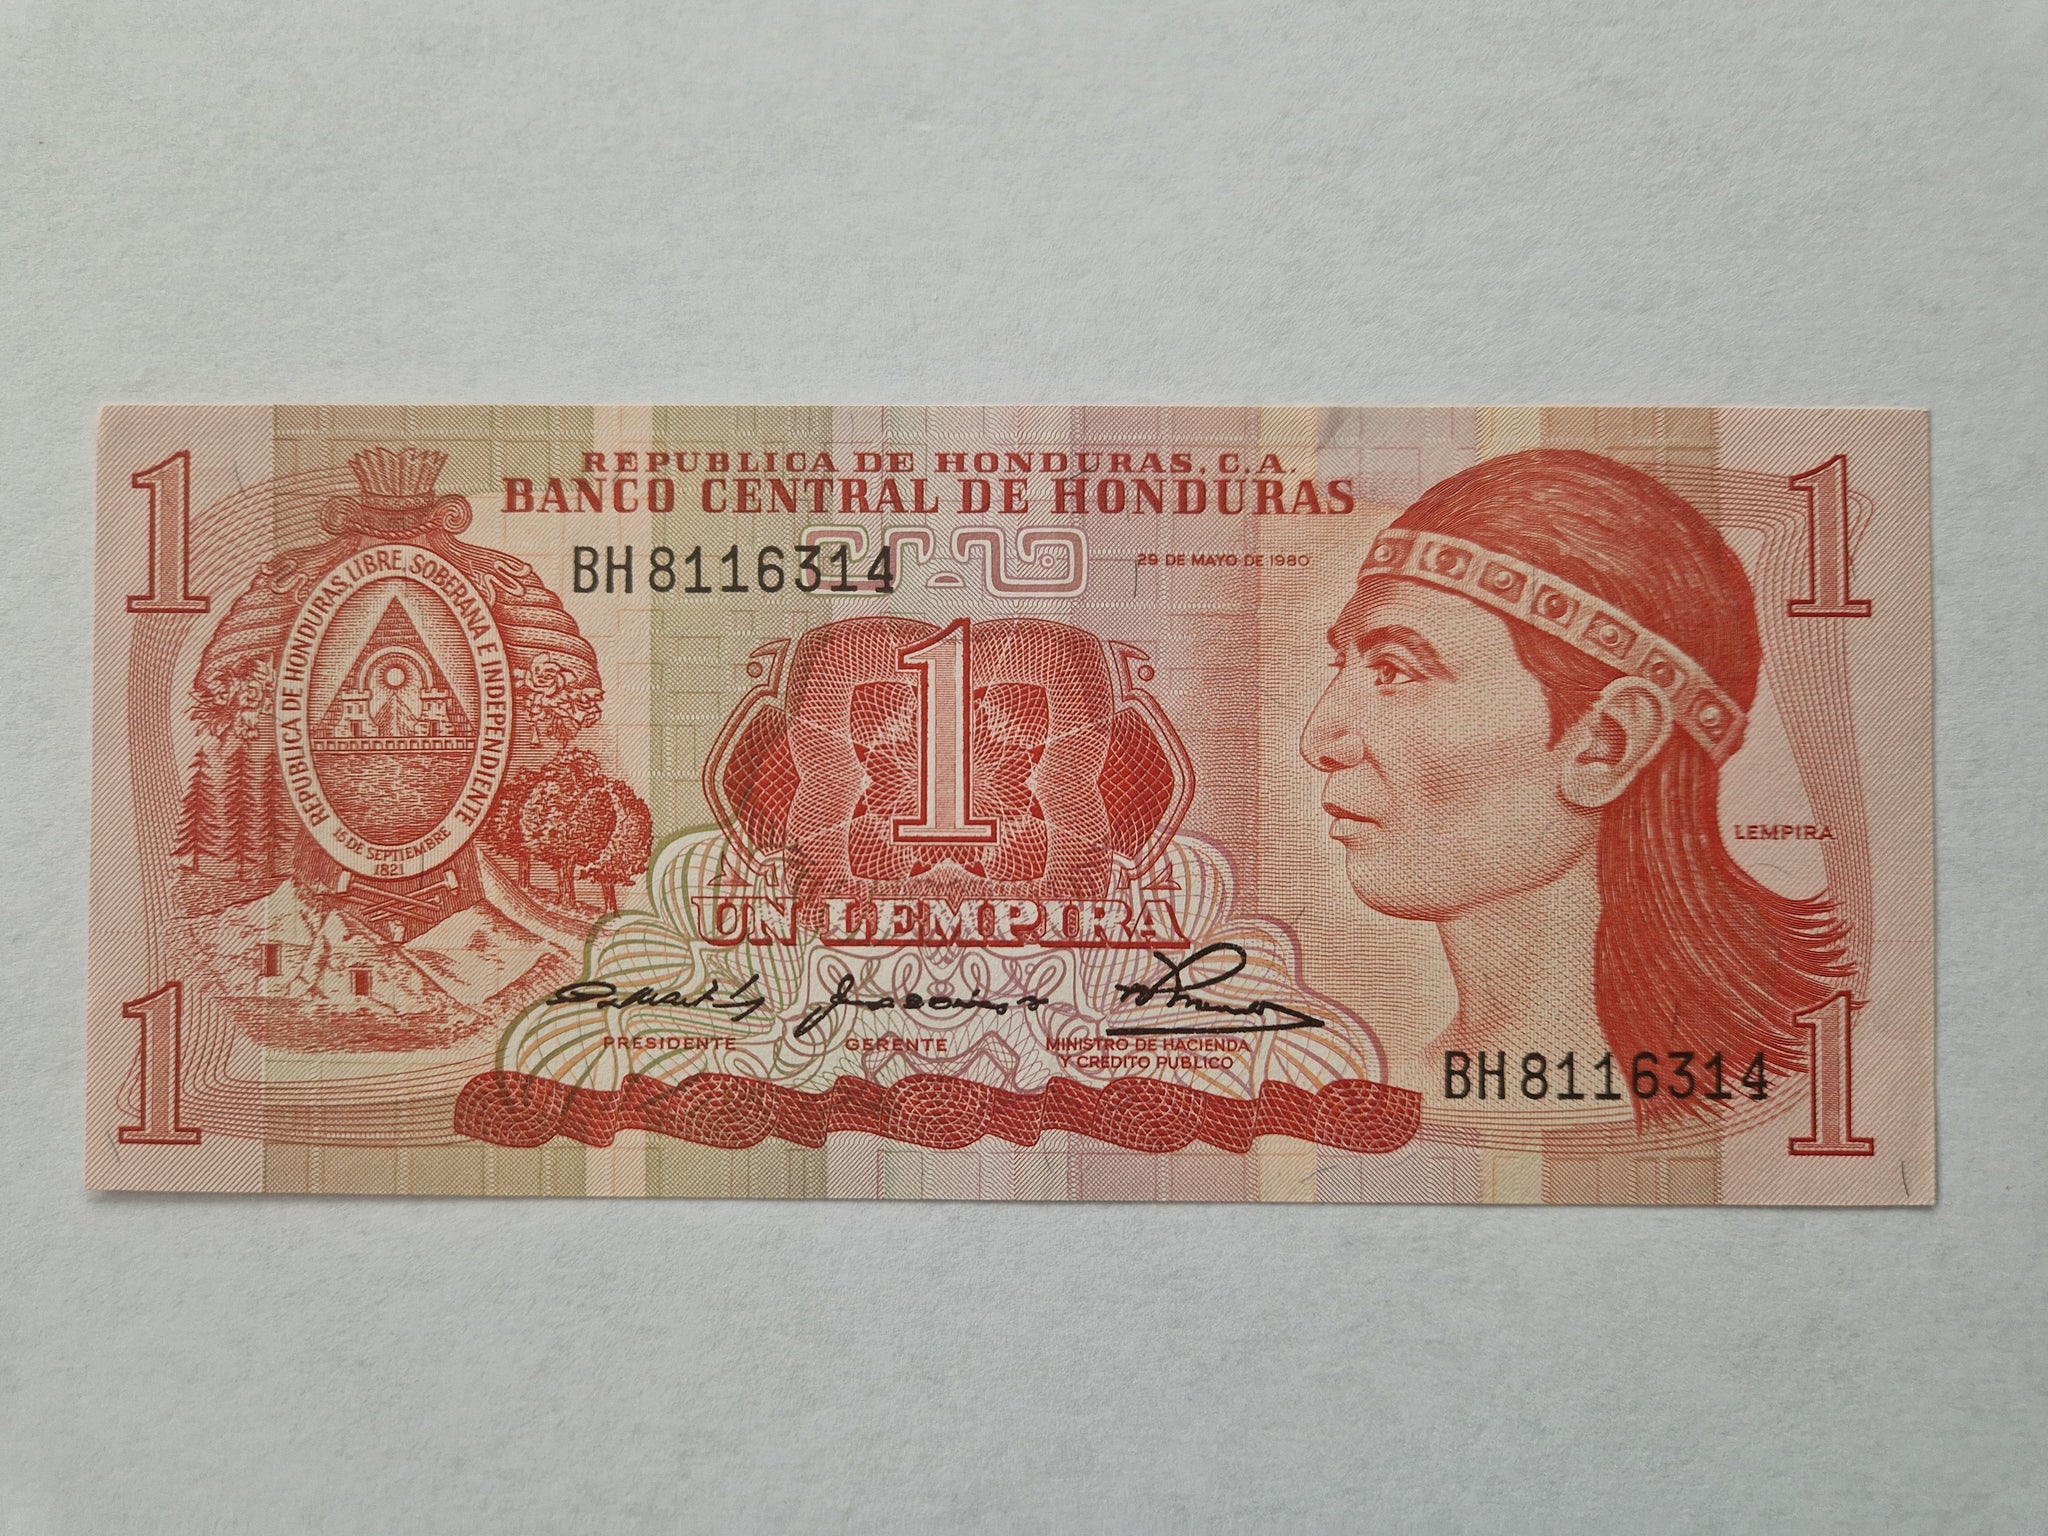 1
1
REPUBLICA DE HONDURAS, C.A.
BANCO CENTRAL DE HONDURAS
BH 8116314
29 DE MAYO DE 1980
REPUBLICA DE HONDURAS, LIBRE, SOBERANA E INDEPENDIENTE
15 DE SEPTIEMBRE
1821
1
LEMPIRA
UN LEMPIRA
PRESIDENTE
GERENTE
MINISTRO DE HACIENDA
Y CREDITO PUBLICO
BH 8116314
1
1